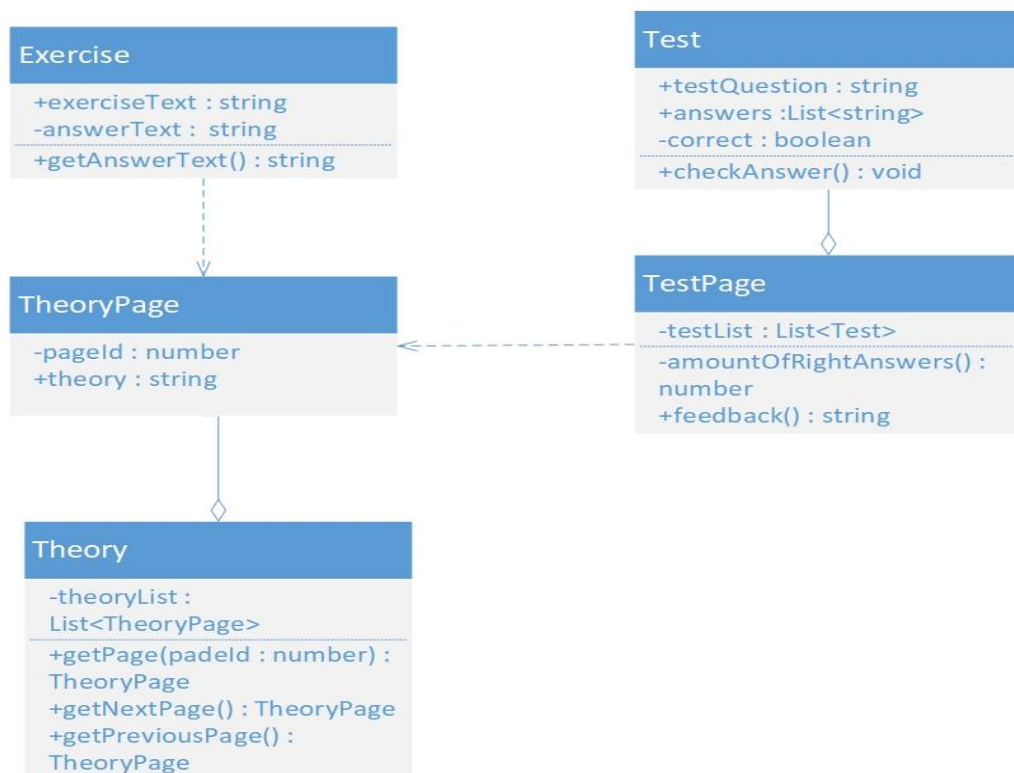 Exercise
+exerciseText : string
-answerText : string
+getAnswerText() : string
Test
+testQuestion : string
+answers :List<string>
-correct : boolean
+checkAnswer() : void
TheoryPage
-pageId : number
+theory : string
TestPage
-testList : List<Test>
-amountOfRightAnswers() :
number
+feedback() : string
Theory
-theoryList :
List<TheoryPage>
+getPage(padeId : number) :
TheoryPage
+getNextPage() : TheoryPage
+getPreviousPage() :
TheoryPage